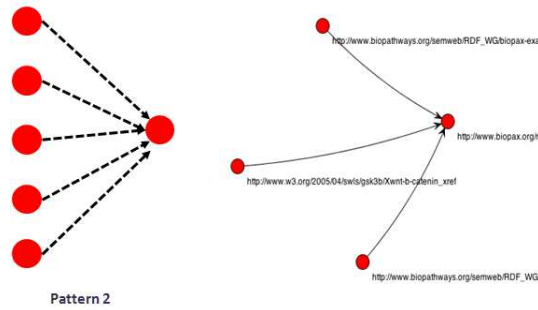 http://www.biopathways.org/semweb/RDF_WG/biopax-exa
http://www.biopax.org/r
http://www.w3.org/2005/04/swls/gsk3b/Xwnt-b-catenin_xref
http://www.biopathways.org/semweb/RDF_WG
Pattern 2